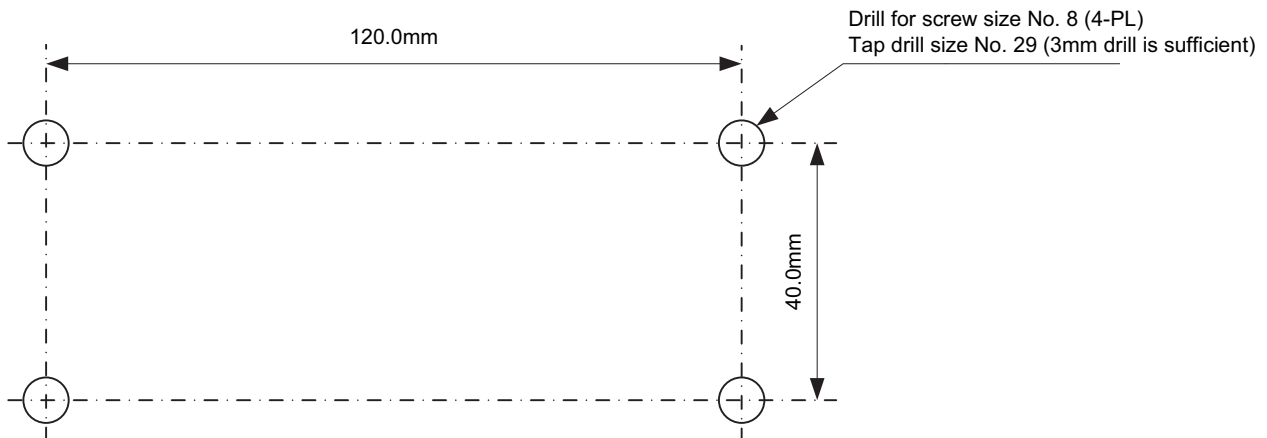 120.0mm
Drill for screw size No. 8 (4-PL)
Tap drill size No. 29 (3mm drill is sufficient)
40.0mm